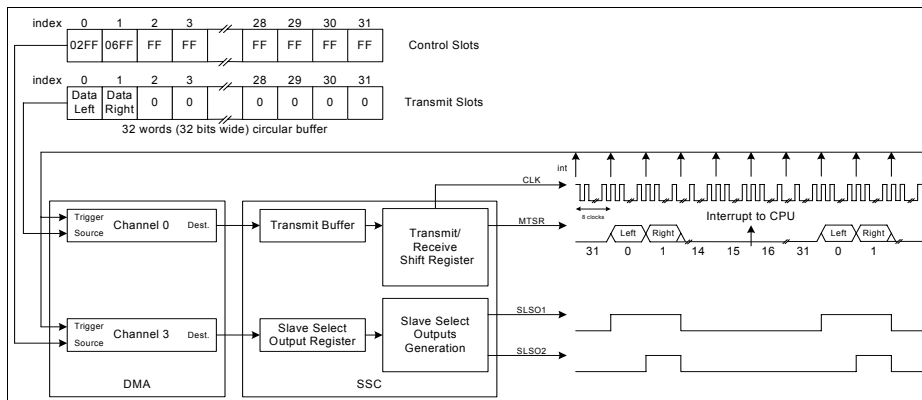 index 0 1 2 3 28 29 30 31
02FF 06FF FF FF FF FF FF FF Control Slots
index 0 1 2 3 28 29 30 31
Data Left Data Right 0 0 0 0 0 0 Transmit Slots
32 words (32 bits wide) circular buffer
int
CLK
8 clocks
Interrupt to CPU
Trigger
Source
Channel 0
Dest.
Transmit Buffer
Transmit/
Receive
Shift Register
MTSR
Left Right Left Right
31 0 1 14 15 16 31 0 1
Trigger
Source
Channel 3
Dest.
Slave Select
Output Register
Slave Select
Outputs
Generation
SLSO1
SLSO2
DMA SSC